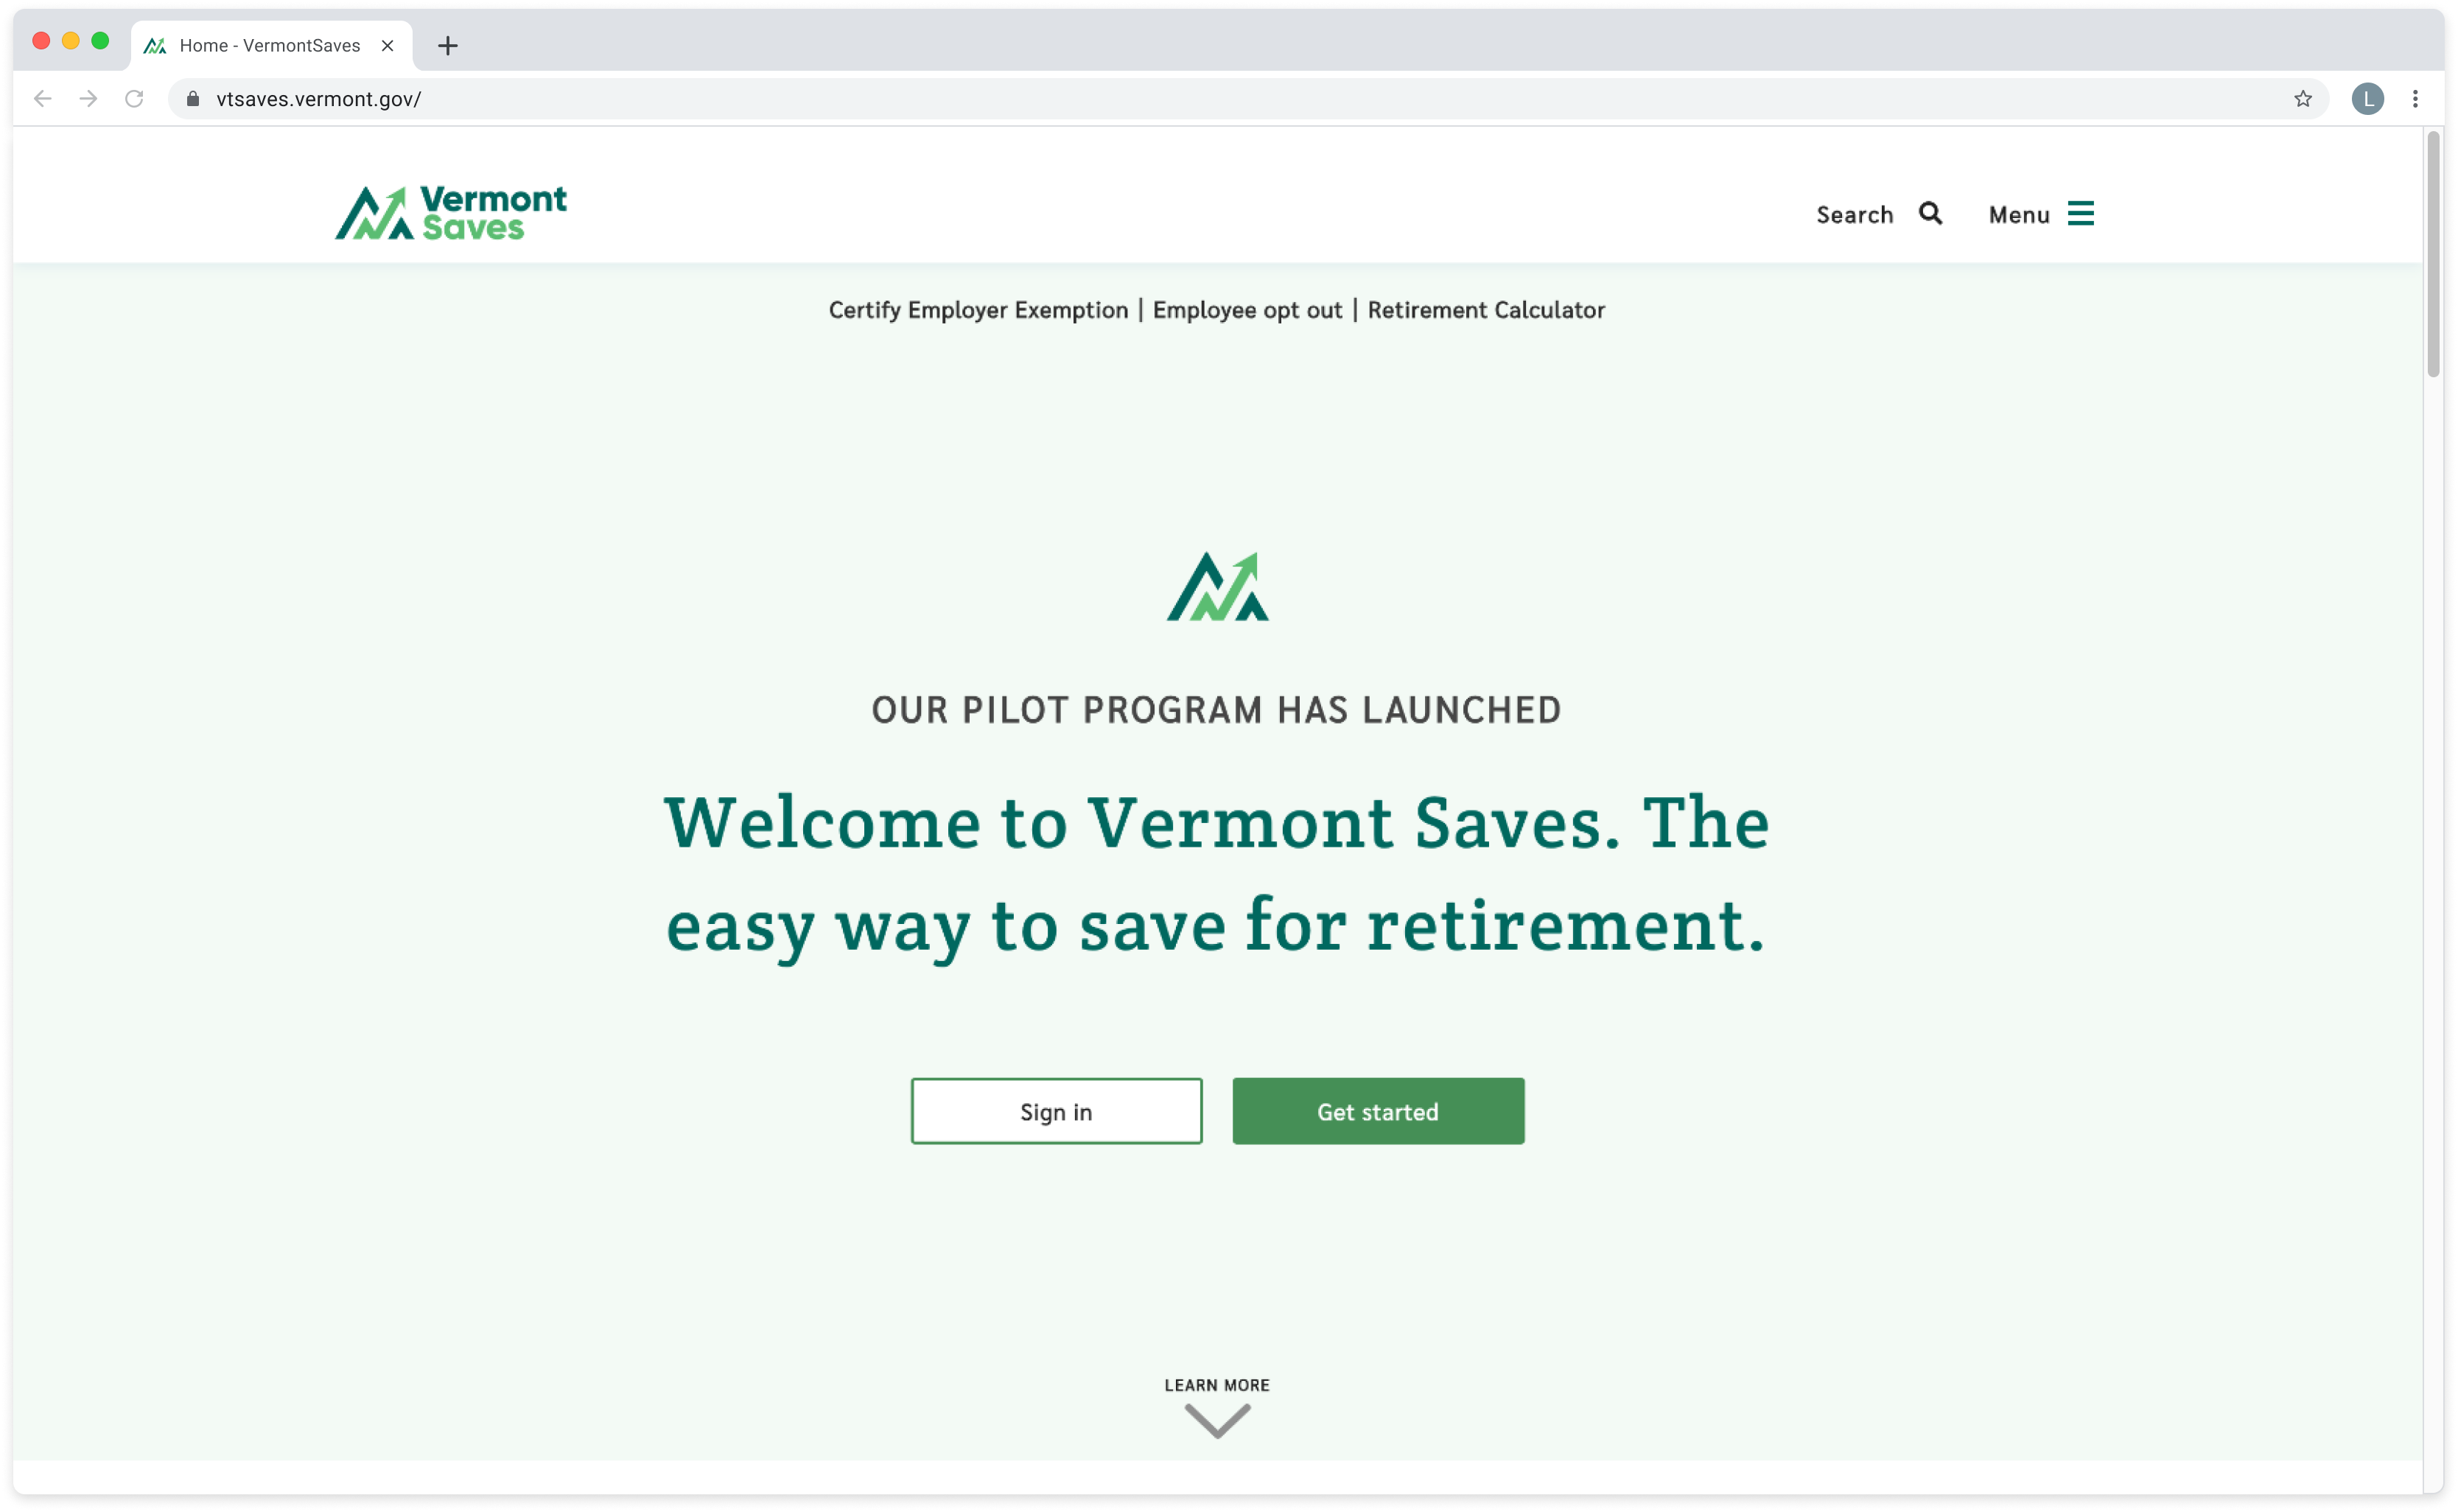 Home - VermontSaves
vtsaves.vermont.gov/
L
Vermont
Saves
Search
Menu
Certify Employer Exemption | Employee opt out | Retirement Calculator
OUR PILOT PROGRAM HAS LAUNCHED
Welcome to Vermont Saves. The
easy way to save for retirement.
Sign in
Get started
LEARN MORE